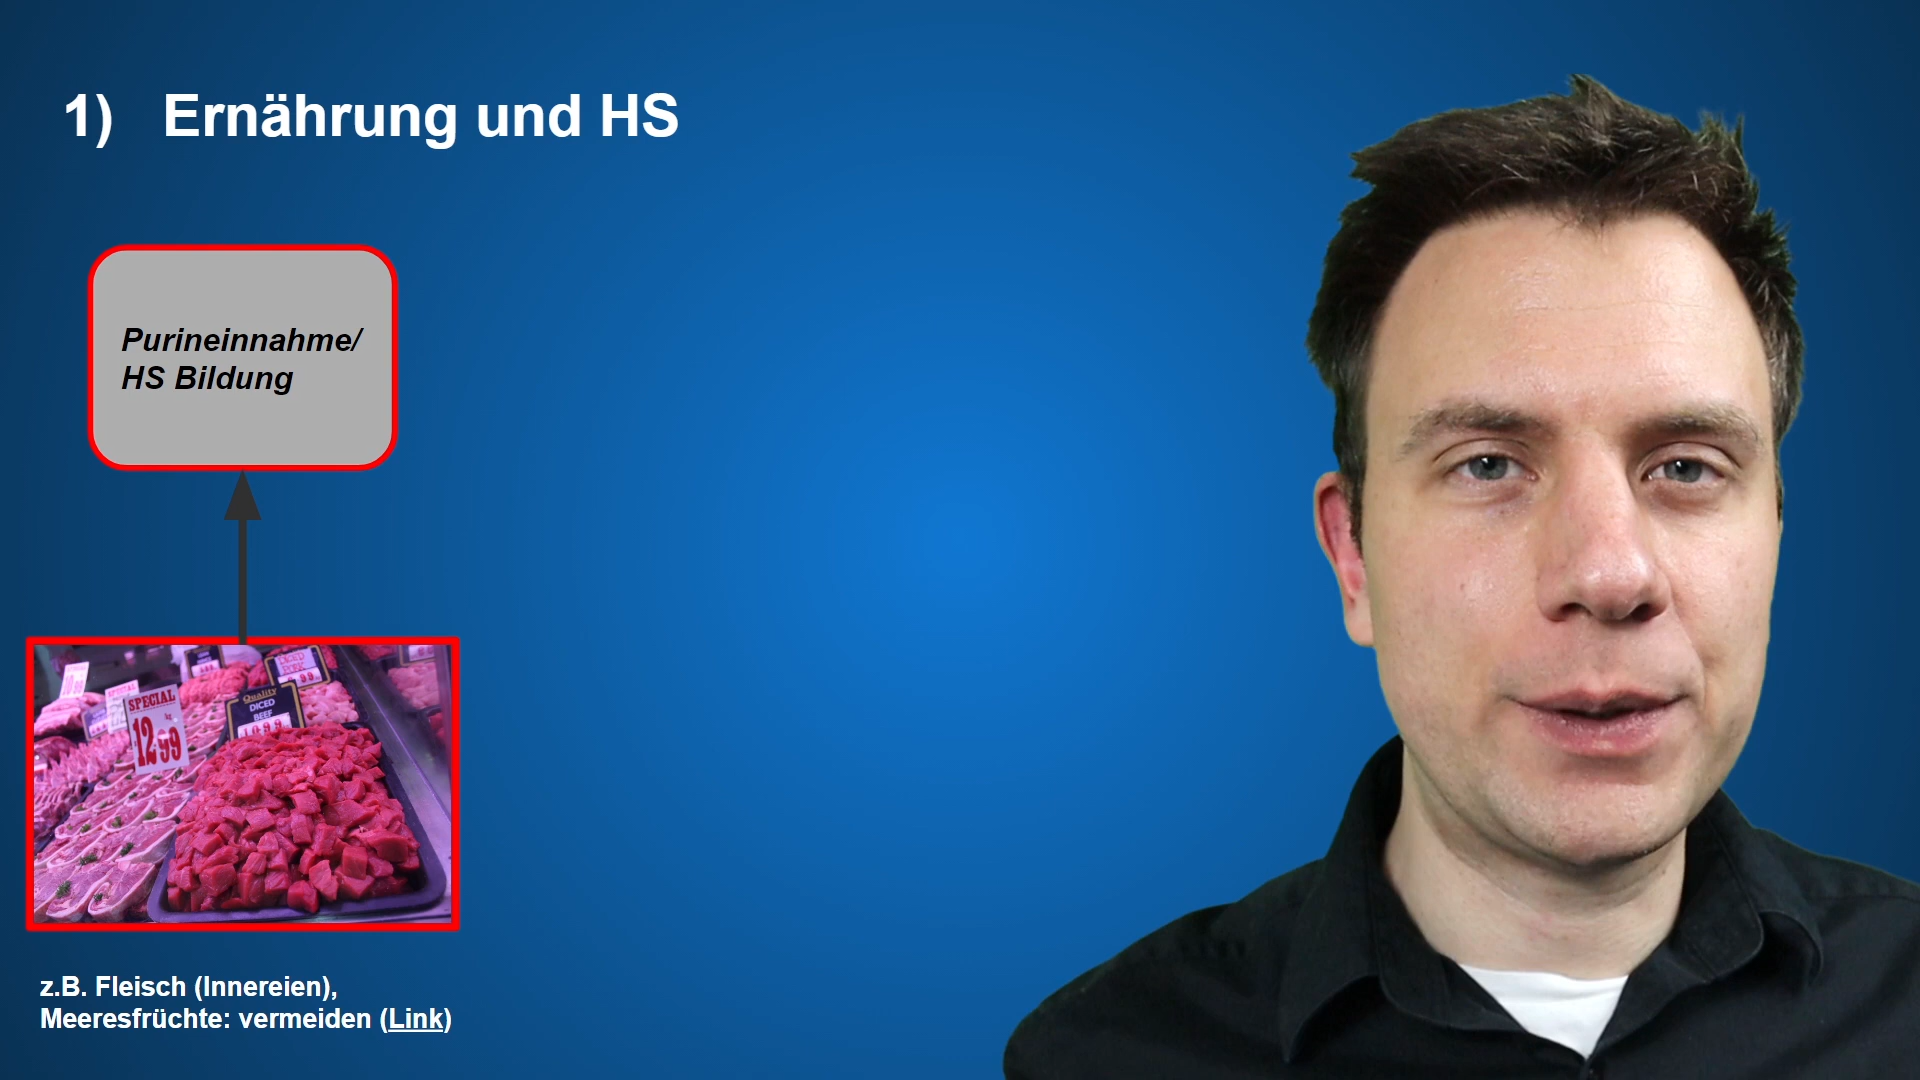 1) Ernährung und HS
Purineinnahme/
HS Bildung
SPECIAL
12.99
Quality
DICED
BEEF
z.B. Fleisch (Innereien),
Meeresfrüchte: vermeiden (Link)